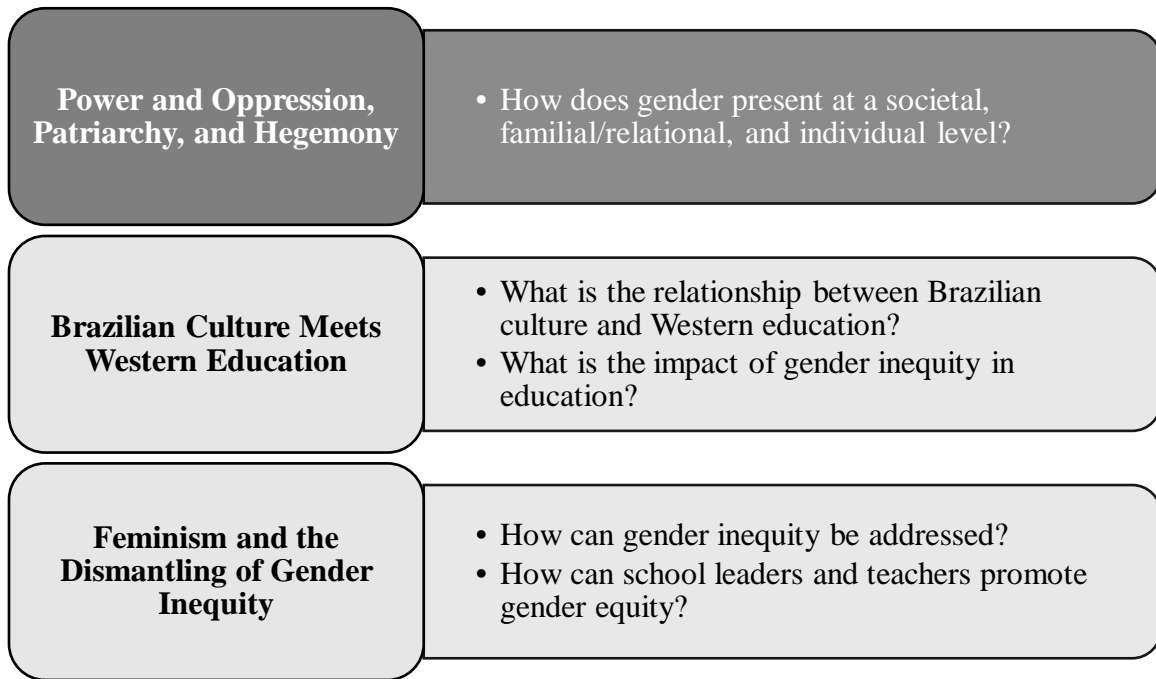 Power and Oppression,
Patriarchy, and Hegemony
• How does gender present at a societal,
familial/relational, and individual level?
Brazilian Culture Meets
Western Education
• What is the relationship between Brazilian
culture and Western education?
• What is the impact of gender inequity in
education?
Feminism and the
Dismantling of Gender
Inequity
• How can gender inequity be addressed?
• How can school leaders and teachers promote
gender equity?